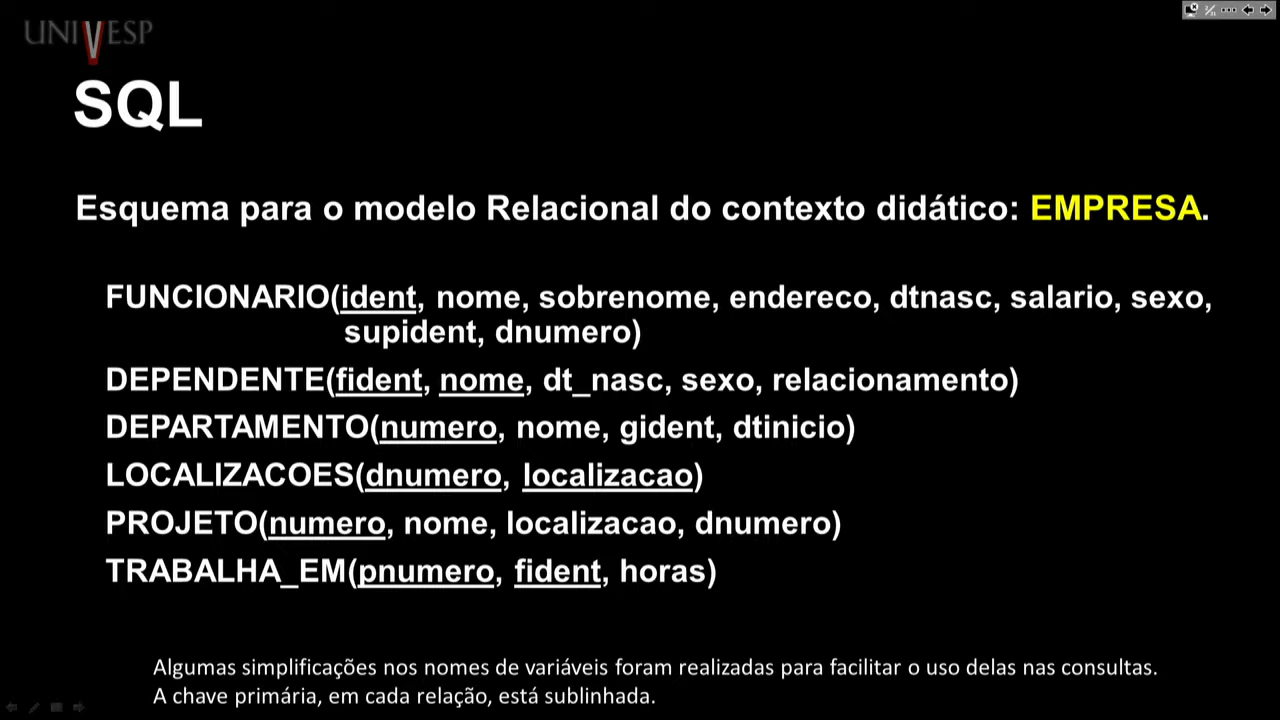 UNIVESP
SQL
Esquema para o modelo Relacional do contexto didático: EMPRESA.
FUNCIONARIO(ident, nome, sobrenome, endereco, dtnasc, salario, sexo,
supident, dnumero)
DEPENDENTE(fident, nome, dt_nasc, sexo, relacionamento)
DEPARTAMENTO(numero, nome, gident, dtinicio)
LOCALIZACOES(dnumero, localizacao)
PROJETO(numero, nome, localizacao, dnumero)
TRABALHA_EM(pnumero, fident, horas)
Algumas simplificações nos nomes de variáveis foram realizadas para facilitar o uso delas nas consultas.
A chave primária, em cada relação, está sublinhada.